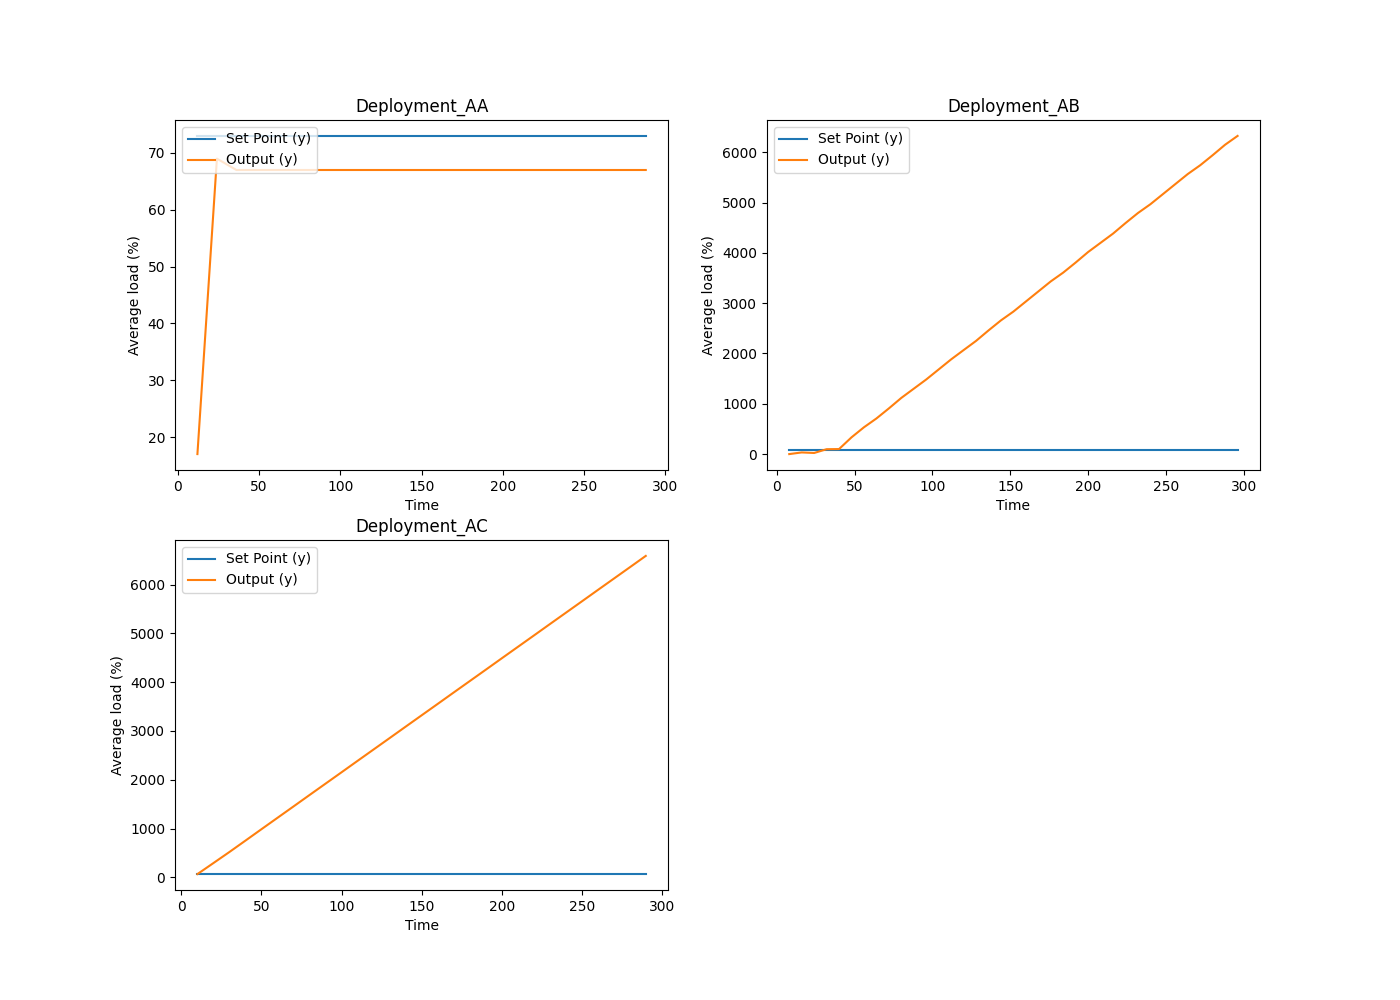 Deployment_AA
Set Point (y)
Output (y)
Average load (%)
70
60
50
40
30
20
0 50 100 150 200 250 300
Time
Deployment_AB
Set Point (y)
Output (y)
Average load (%)
6000
5000
4000
3000
2000
1000
0
0 50 100 150 200 250 300
Time
Deployment_AC
Set Point (y)
Output (y)
Average load (%)
6000
5000
4000
3000
2000
1000
0
0 50 100 150 200 250 300
Time